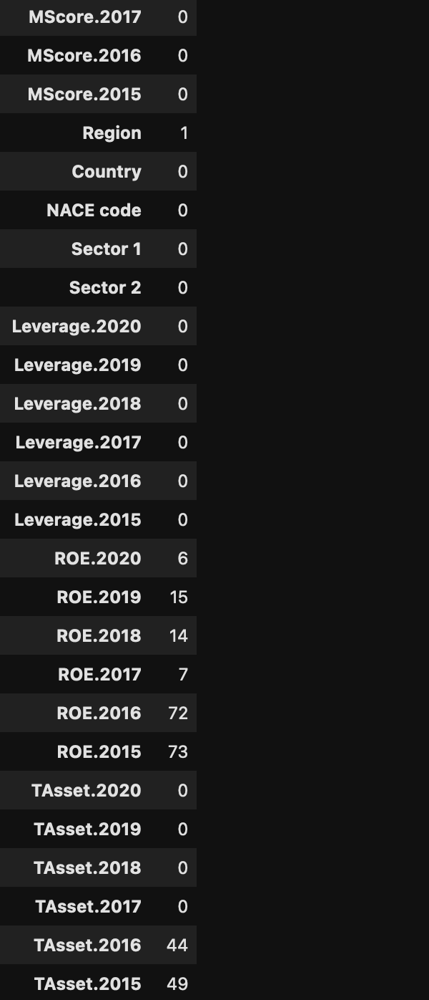 MScore.2017 0
MScore.2016 0
MScore.2015 0
Region 1
Country 0
NACE code 0
Sector 1 0
Sector 2 0
Leverage.2020 0
Leverage.2019 0
Leverage.2018 0
Leverage.2017 0
Leverage.2016 0
Leverage.2015 0
ROE.2020 6
ROE.2019 15
ROE.2018 14
ROE.2017 7
ROE.2016 72
ROE.2015 73
TAsset.2020 0
TAsset.2019 0
TAsset.2018 0
TAsset.2017 0
TAsset.2016 44
TAsset.2015 49